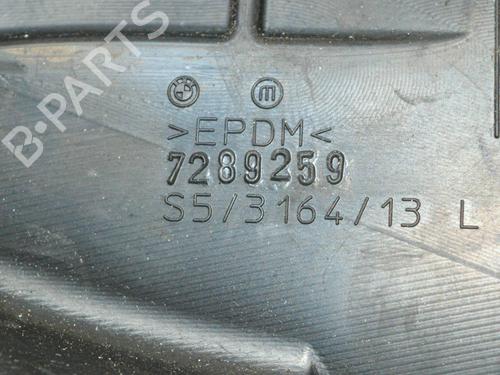 B-PARTS
>EPDM<
7289259
S5/3164/13 L